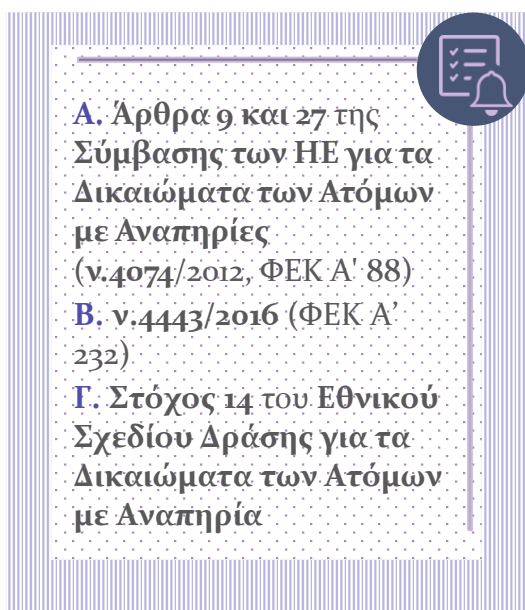 Α. Άρθρα 9 και 27 της
Σύμβασης των ΗΕ για τα
Δικαιώματα των Ατόμων
με Αναπηρίες
(ν.4074/2012, ΦΕΚ Α' 88)
Β. ν.4443/2016 (ΦΕΚ Α’
232)
Γ. Στόχος 14 του Εθνικού
Σχεδίου Δράσης για τα
Δικαιώματα των Ατόμων
με Αναπηρία